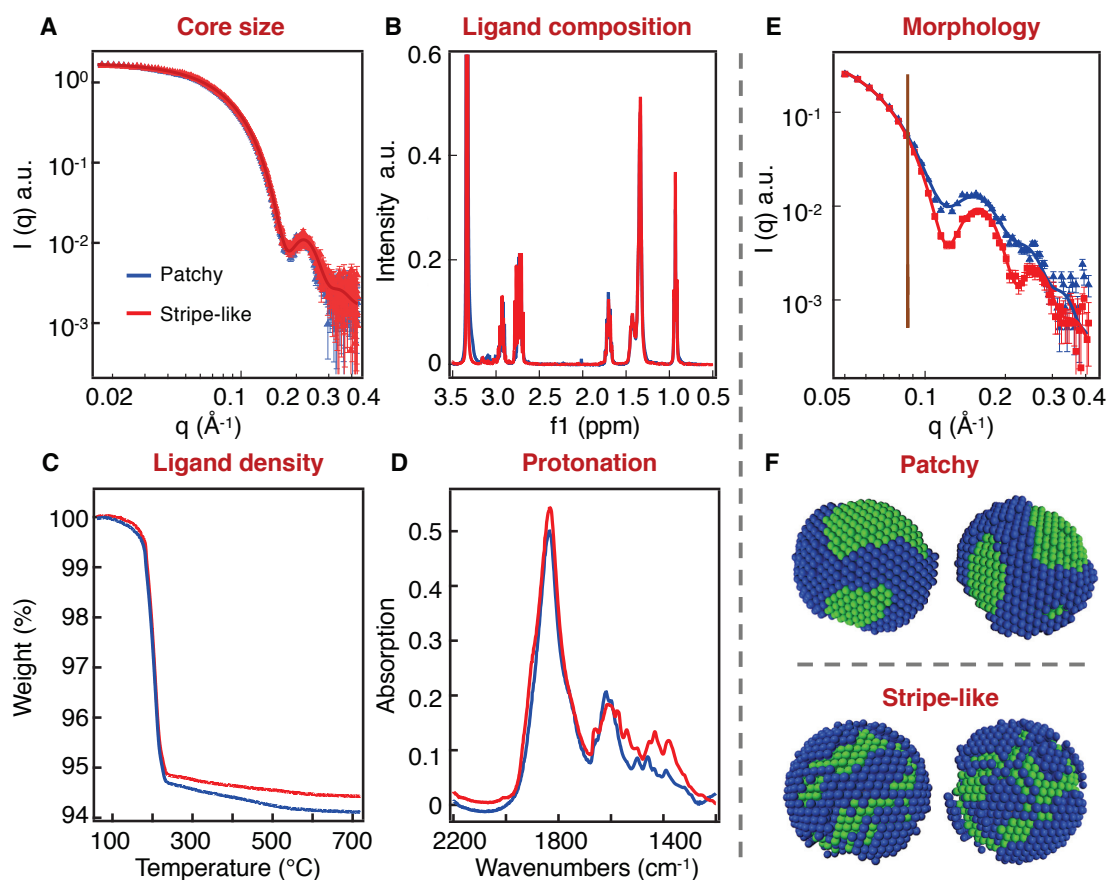 A Core size
I (q) a.u.
10⁰
10⁻¹
10⁻²
10⁻³
Patchy
Stripe-like
0.02 0.1 0.2 0.3 0.4
q (Å⁻¹)
B Ligand composition
Intensity a.u.
0.6
0.4
0.2
0
3.5 3.0 2.5 2.0 1.5 1.0 0.5
f1 (ppm)
E Morphology
I (q) a.u.
10⁻¹
10⁻²
10⁻³
0.05 0.1 0.2 0.3 0.4
q (Å⁻¹)
C Ligand density
Weight (%)
100
99
98
97
96
95
94
100 300 500 700
Temperature (°C)
D Protonation
Absorption
0.5
0.4
0.3
0.2
0.1
0
2200 1800 1400
Wavenumbers (cm⁻¹)
F Patchy
Stripe-like